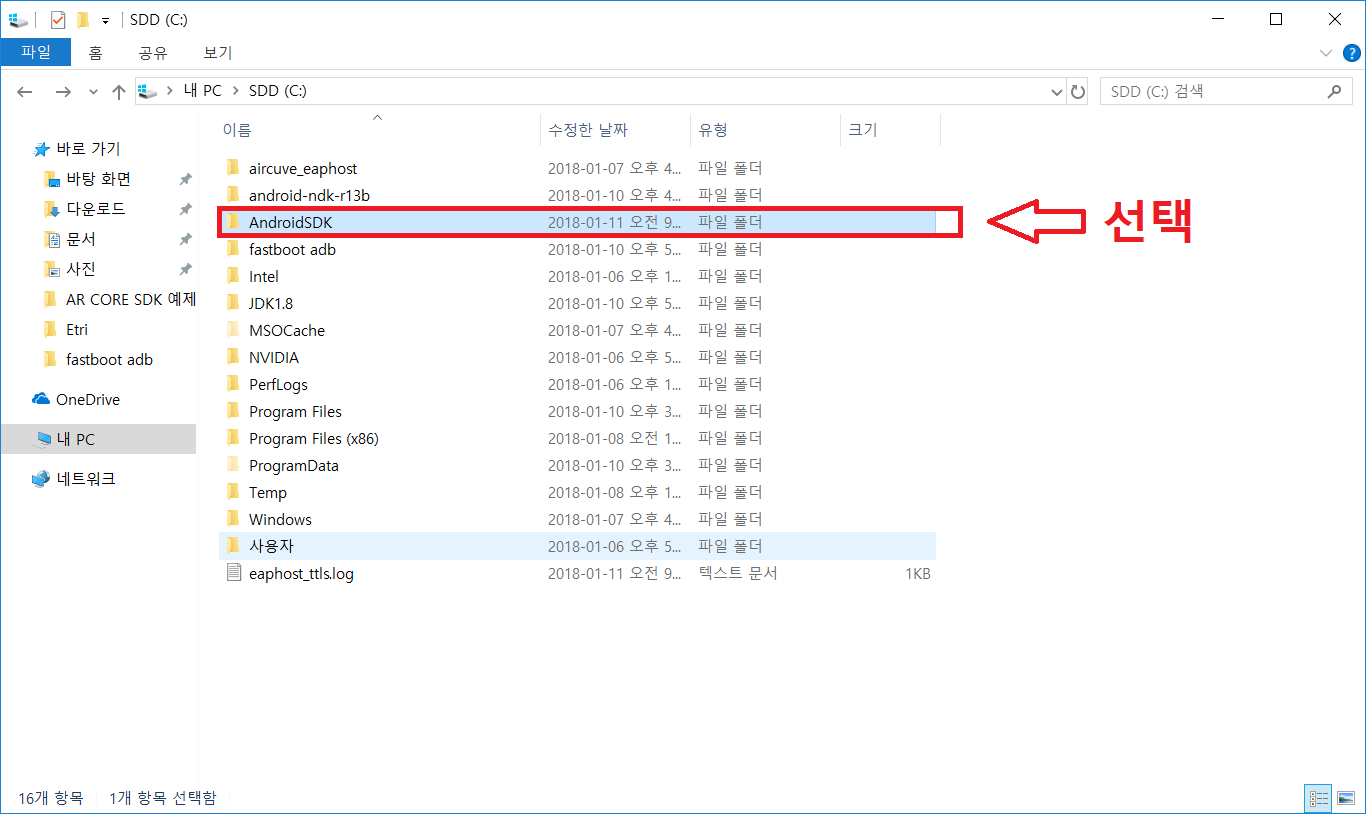 SDD (C:)
파일 홈 공유 보기
내 PC SDD (C:) SDD (C:) 검색
이름 수정한 날짜 유형 크기
바로 가기
바탕 화면
다운로드
문서
사진
AR CORE SDK 예제
Etri
fastboot adb
OneDrive
내 PC
네트워크
aircuve_eaphost 2018-01-07 오후 4... 파일 폴더
android-ndk-r13b 2018-01-10 오후 4... 파일 폴더
AndroidSDK 2018-01-11 오전 9... 파일 폴더
선택
fastboot adb 2018-01-10 오후 5... 파일 폴더
Intel 2018-01-06 오후 1... 파일 폴더
JDK1.8 2018-01-10 오후 5... 파일 폴더
MSOCache 2018-01-07 오후 4... 파일 폴더
NVIDIA 2018-01-06 오후 5... 파일 폴더
PerfLogs 2018-01-06 오후 1... 파일 폴더
Program Files 2018-01-10 오후 3... 파일 폴더
Program Files (x86) 2018-01-08 오전 1... 파일 폴더
ProgramData 2018-01-10 오후 3... 파일 폴더
Temp 2018-01-08 오후 1... 파일 폴더
Windows 2018-01-07 오후 4... 파일 폴더
사용자 2018-01-06 오후 5... 파일 폴더
eaphost_ttls.log 2018-01-11 오전 9... 텍스트 문서 1KB
16개 항목 1개 항목 선택함